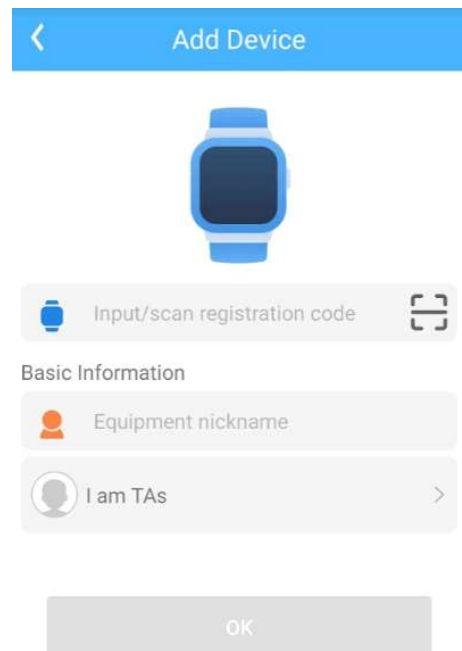 Add Device
Input/scan registration code
Basic Information
Equipment nickname
I am TAs
OK